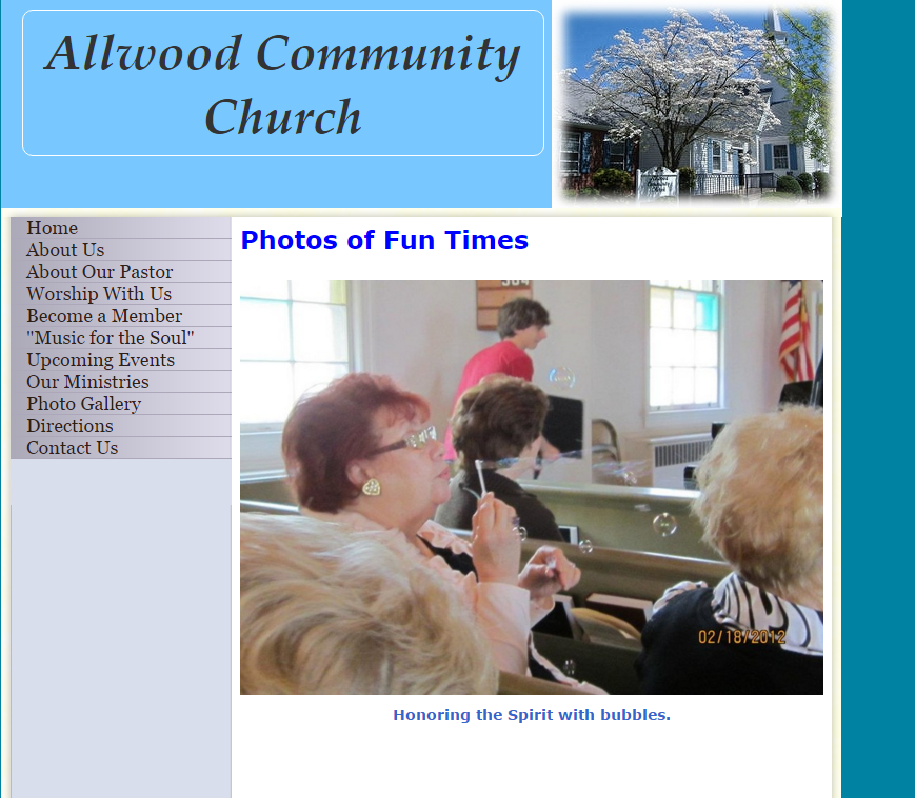 Allwood Community
Church
Home
About Us
About Our Pastor
Worship With Us
Become a Member
"Music for the Soul"
Upcoming Events
Our Ministries
Photo Gallery
Directions
Contact Us
Photos of Fun Times
02/18/2012
Honoring the Spirit with bubbles.